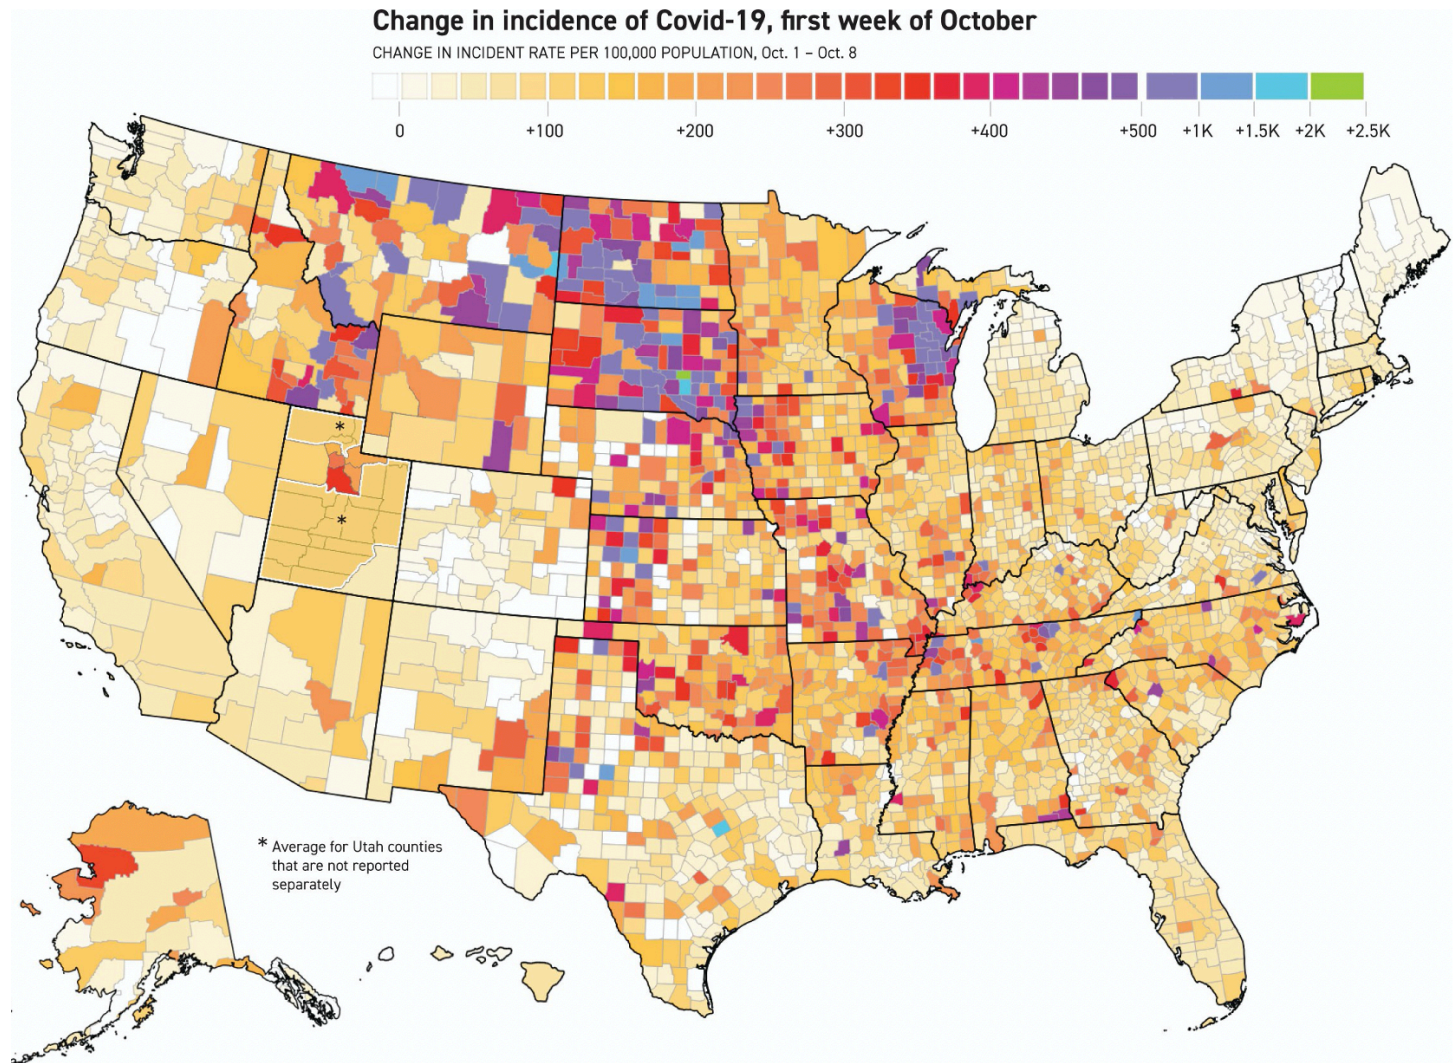 Change in incidence of Covid-19, first week of October
CHANGE IN INCIDENT RATE PER 100,000 POPULATION, Oct. 1 – Oct. 8
0 +100 +200 +300 +400 +500 +1K +1.5K +2K +2.5K
*
*
* Average for Utah counties
that are not reported
separately